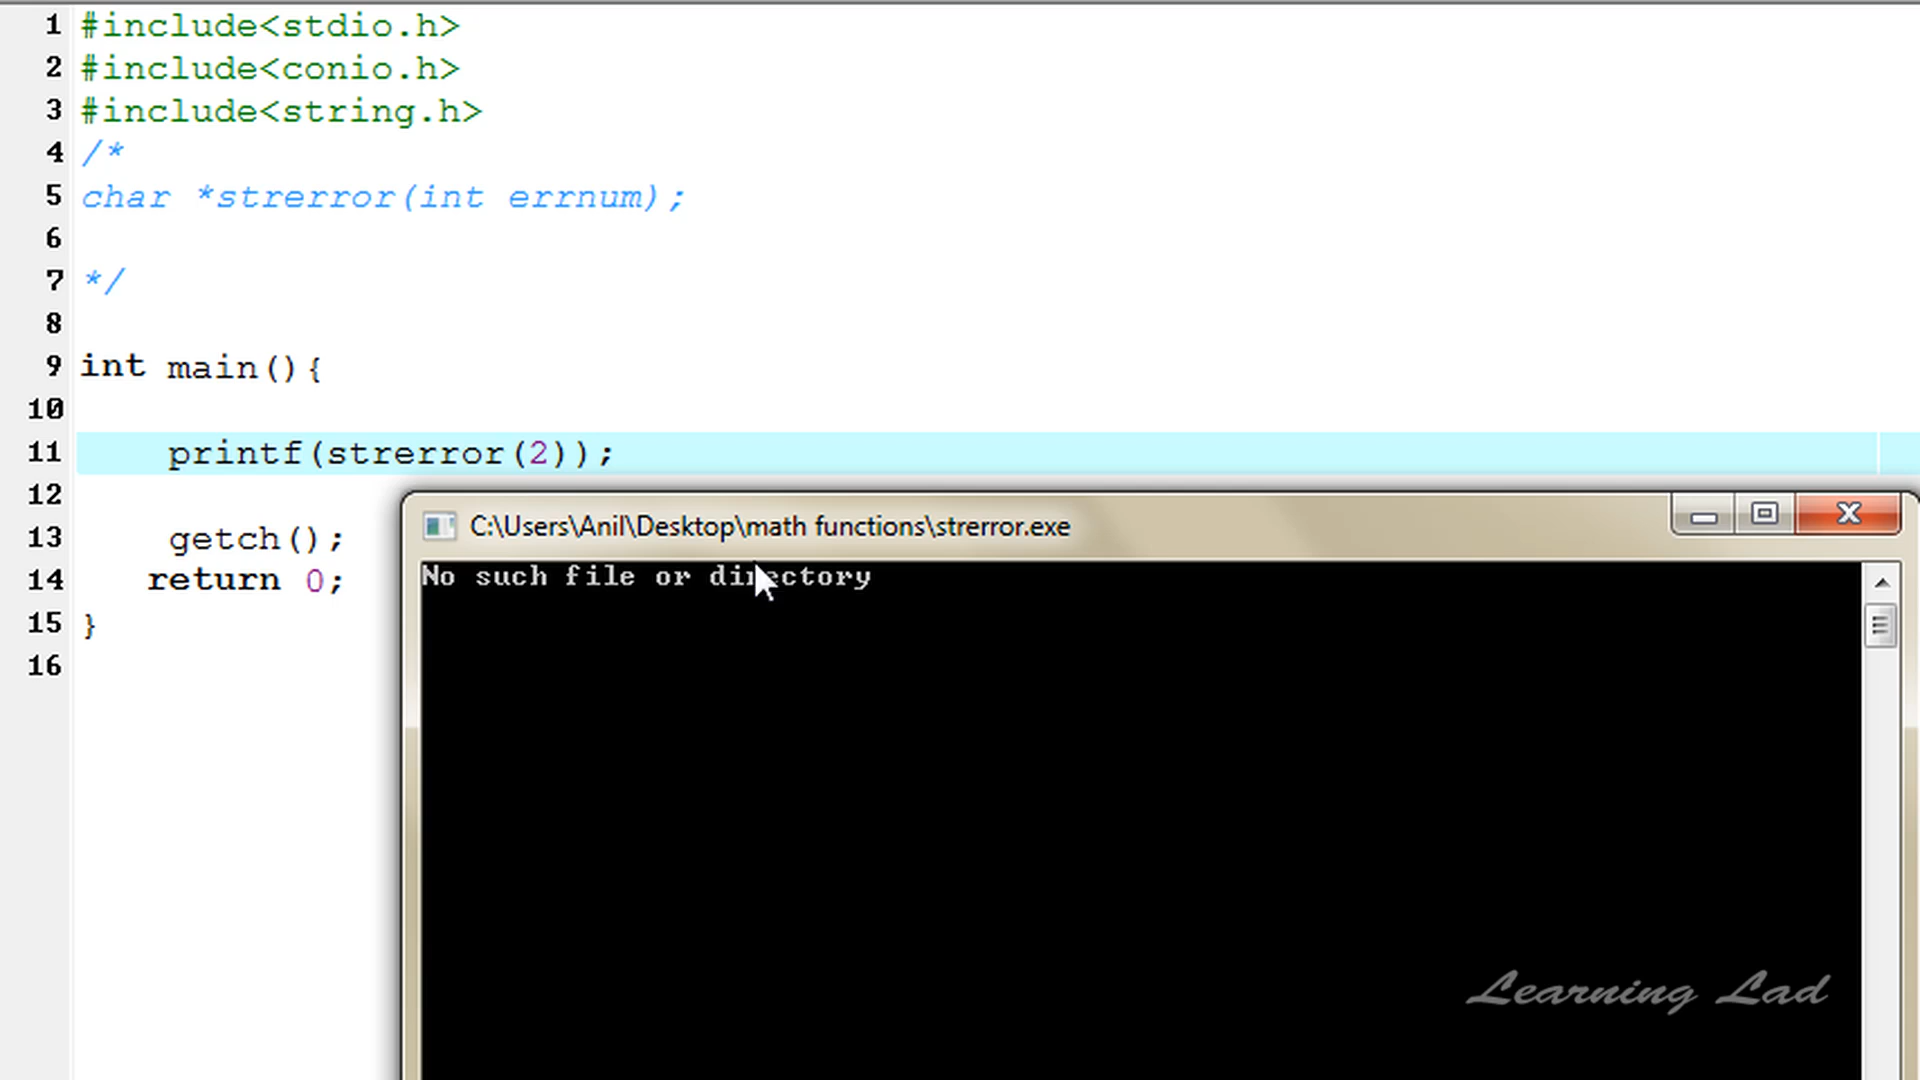 1 #include<stdio.h>
2 #include<conio.h>
3 #include<string.h>
4 /*
5 char *strerror(int errnum);
6
7 */
8
9 int main(){
10
11 printf(strerror(2));
12
13 getch();
14 return 0;
15 }
16
C:\Users\Anil\Desktop\math functions\strerror.exe
No such file or directory
Learning Lad